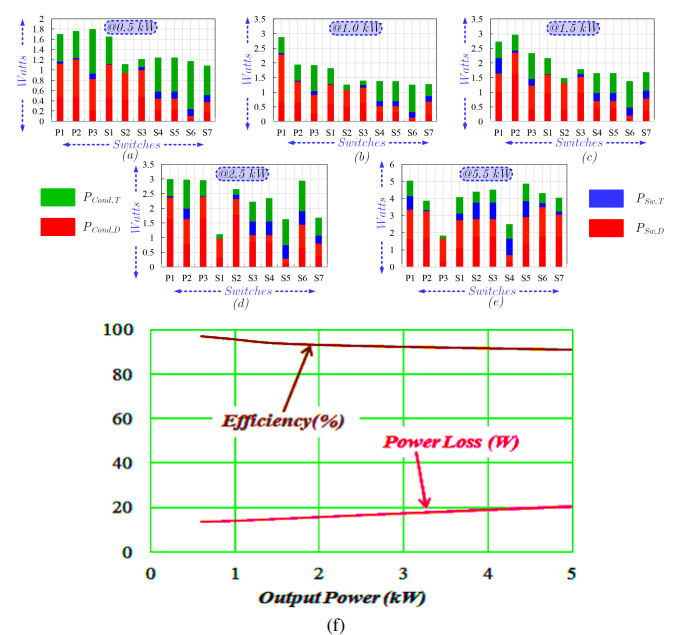 @0.5 kW
@1.0 kW
@1.5 kW
Watts
1.8
1.6
1.4
1.2
1
0.8
0.6
0.4
0.2
0
P1 P2 P3 S1 S2 S3 S4 S5 S6 S7
Switches
(a)
Watts
3.5
3
2.5
2
1.5
1
0.5
0
P1 P2 P3 S1 S2 S3 S4 S5 S6 S7
Switches
(b)
Watts
3.5
3
2.5
2
1.5
1
0.5
0
P1 P2 P3 S1 S2 S3 S4 S5 S6 S7
Switches
(c)
P Cond,T
P Cond,D
@2.5 kW
Watts
3.5
3
2.5
2
1.5
1
0.5
0
P1 P2 P3 S1 S2 S3 S4 S5 S6 S7
Switches
(d)
@5.5 kW
Watts
6
5
4
3
2
1
0
P1 P2 P3 S1 S2 S3 S4 S5 S6 S7
Switches
(e)
P Sw,T
P Sw,D
100
80
60
40
20
0
Efficiency(%)
Power Loss (W)
0 1 2 3 4 5
Output Power (kW)
(f)